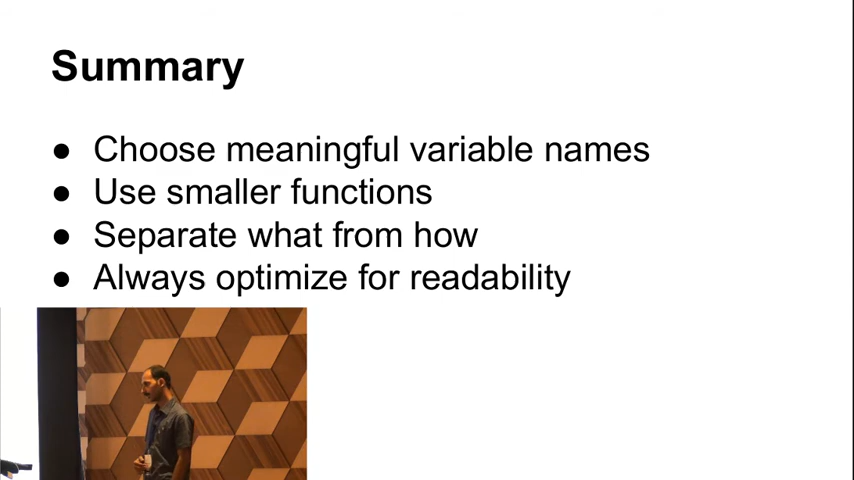 Summary
● Choose meaningful variable names
● Use smaller functions
● Separate what from how
● Always optimize for readability